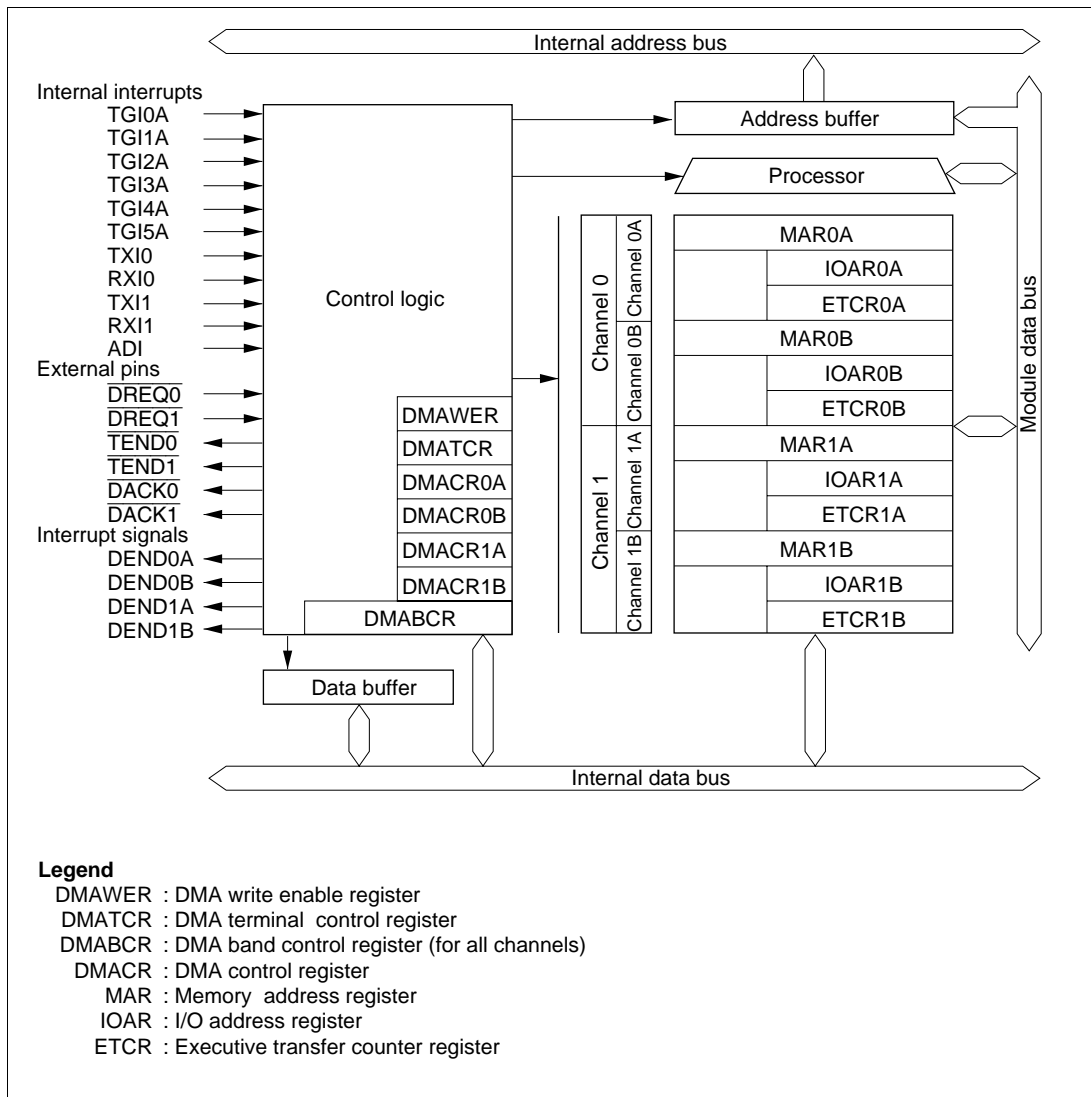 Internal address bus
Internal interrupts
TGI0A
TGI1A
TGI2A
TGI3A
TGI4A
TGI5A
TXI0
RXI0
TXI1
RXI1
ADI
External pins
DREQ0
DREQ1
TEND0
TEND1
DACK0
DACK1
Interrupt signals
DEND0A
DEND0B
DEND1A
DEND1B
Control logic
DMAWER
DMATCR
DMACR0A
DMACR0B
DMACR1A
DMACR1B
DMABCR
Data buffer
Address buffer
Processor
Channel 0
Channel 0A
Channel 0B
Channel 1
Channel 1A
Channel 1B
MAR0A
IOAR0A
ETCR0A
MAR0B
IOAR0B
ETCR0B
MAR1A
IOAR1A
ETCR1A
MAR1B
IOAR1B
ETCR1B
Module data bus
Internal data bus
Legend
DMAWER : DMA write enable register
DMATCR : DMA terminal control register
DMABCR : DMA band control register (for all channels)
DMACR : DMA control register
MAR : Memory address register
IOAR : I/O address register
ETCR : Executive transfer counter register